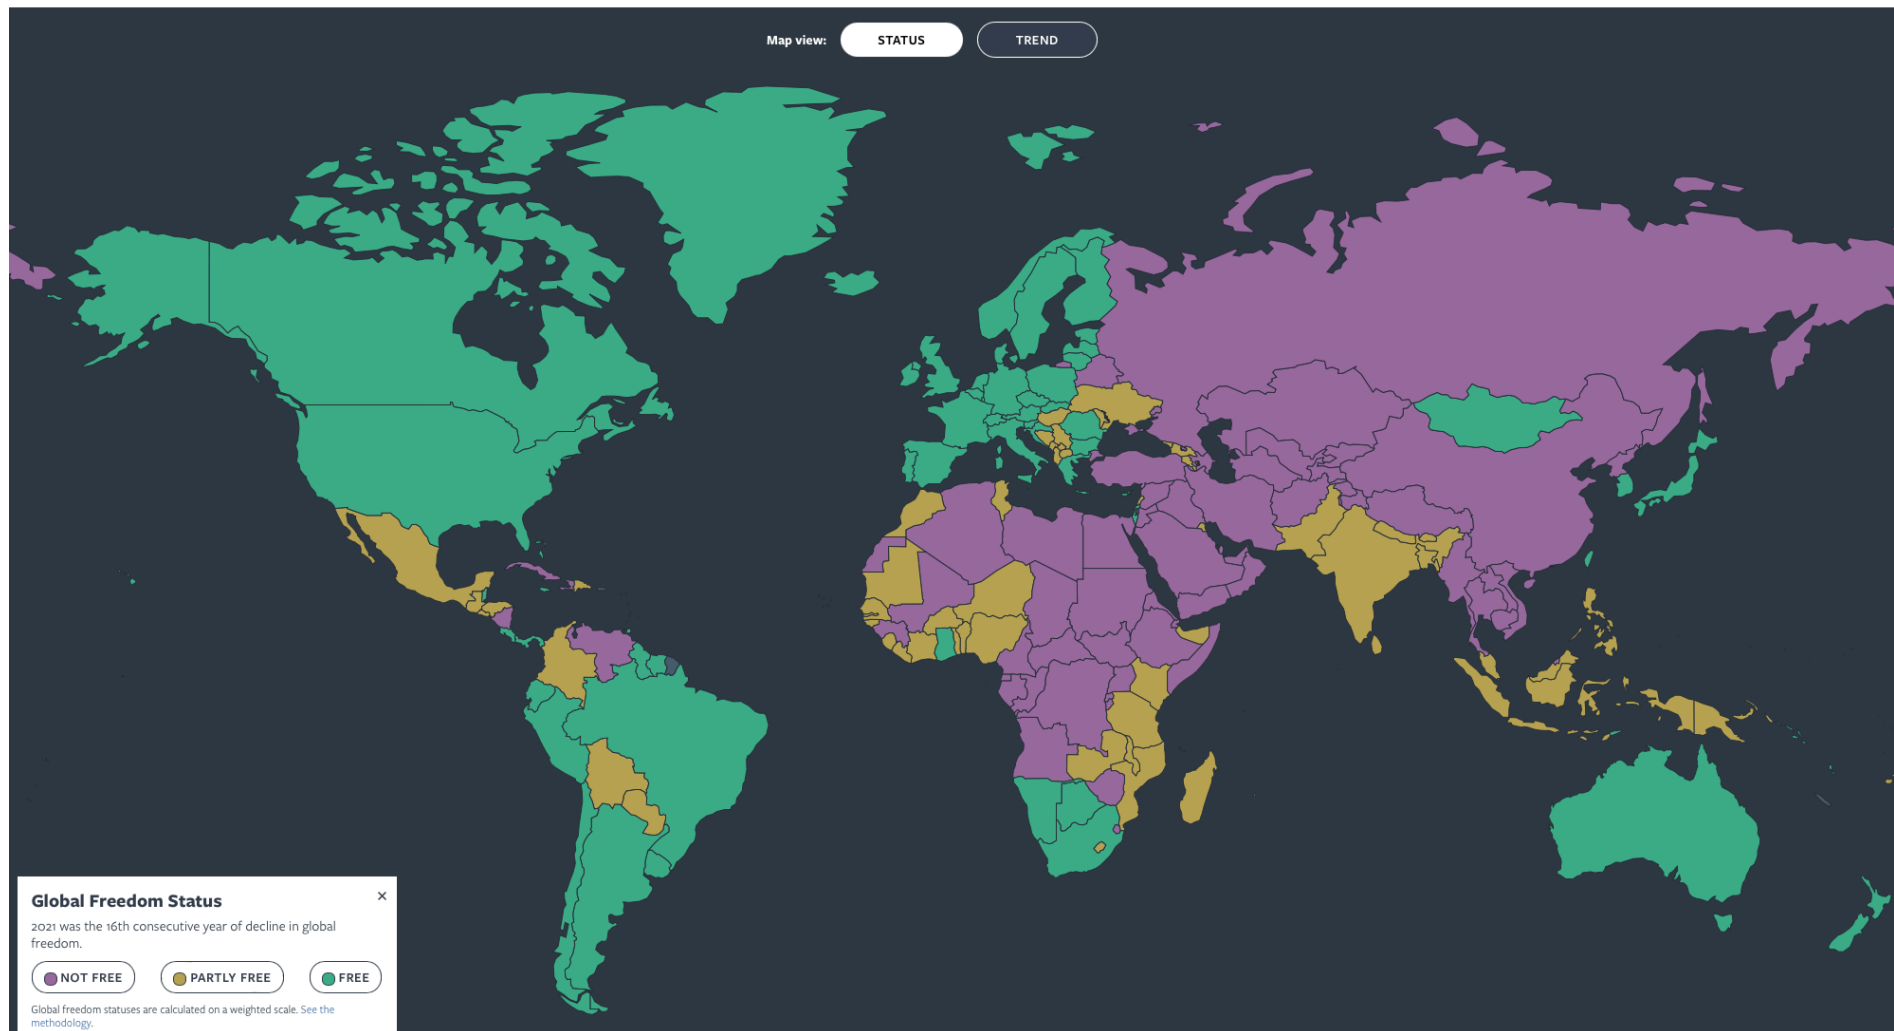 Map view:
STATUS
TREND
Global Freedom Status
×
2021 was the 16th consecutive year of decline in global
freedom.
NOT FREE
PARTLY FREE
FREE
Global freedom statuses are calculated on a weighted scale. See the
methodology.